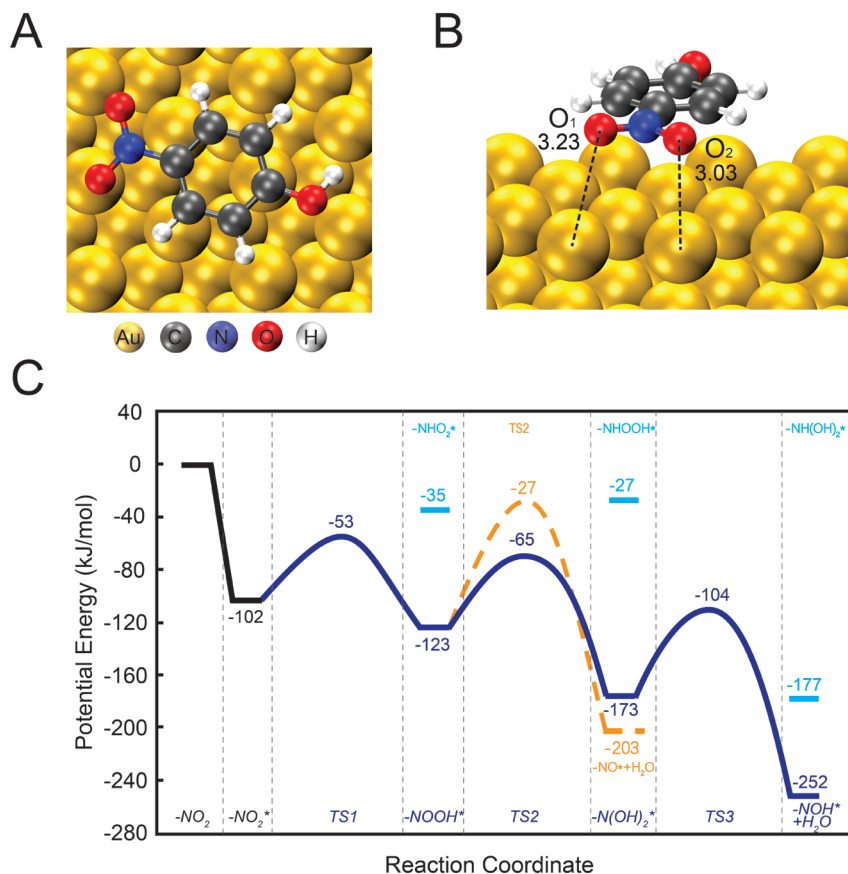 A
B
O₁
3.23
O₂
3.03
Au C N O H
C
Potential Energy (kJ/mol)
40
0
-40
-80
-120
-160
-200
-240
-280
-NHO₂* TS2 -NHOOH* -NH(OH)₂*
-35 -27 -27
-53 -65
-102 -123 -104
-173 -177
-203
-NO*+H₂O
-252
-NO₂ -NO₂* TS1 -NOOH* TS2 -N(OH)₂* TS3 -NOH*
+H₂O
Reaction Coordinate